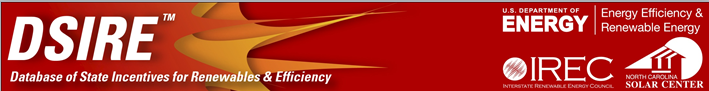 DSIRE™
Database of State Incentives for Renewables & Efficiency
U.S. DEPARTMENT OF
ENERGY
Energy Efficiency &
Renewable Energy
IREC
INTERSTATE RENEWABLE ENERGY COUNCIL
NORTH CAROLINA
SOLAR CENTER